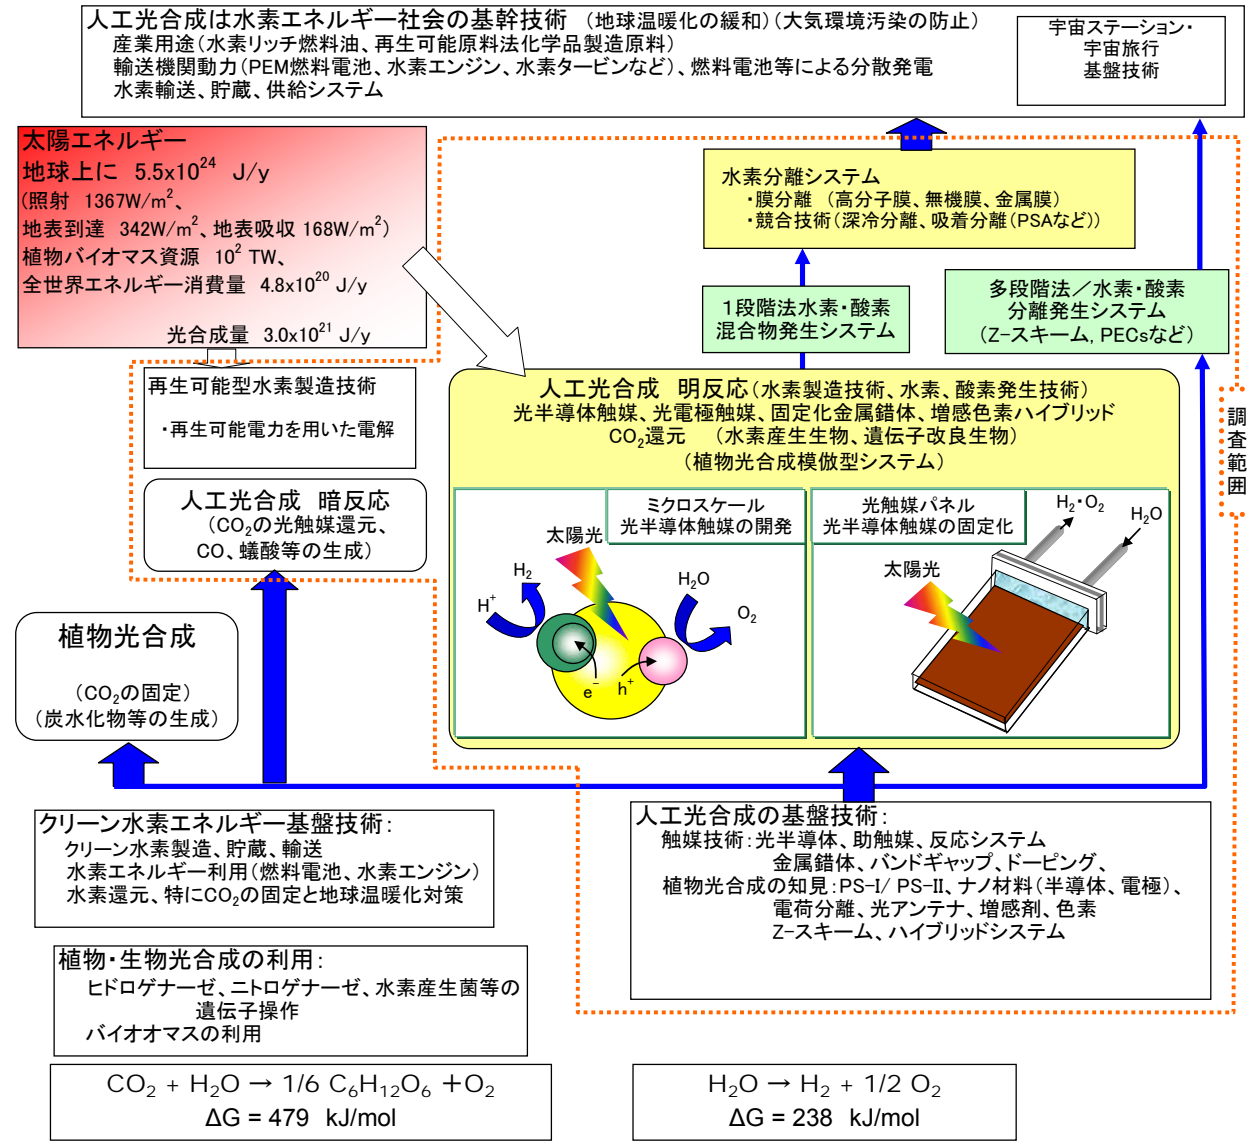 人工光合成は水素エネルギー社会の基幹技術 (地球温暖化の緩和)(大気環境汚染の防止)
産業用途(水素リッチ燃料油、再生可能原料法化学品製造原料)
輸送機関動力(PEM燃料電池、水素エンジン、水素タービンなど)、燃料電池等による分散発電
水素輸送、貯蔵、供給システム
宇宙ステーション・
宇宙旅行
基盤技術
太陽エネルギー
地球上に 5.5x10²⁴ J/y
(照射 1367W/m²、
地表到達 342W/m²、地表吸収 168W/m²)
植物バイオマス資源 10² TW、
全世界エネルギー消費量 4.8x10²⁰ J/y
光合成量 3.0x10²¹ J/y
水素分離システム
・膜分離 (高分子膜、無機膜、金属膜)
・競合技術(深冷分離、吸着分離(PSAなど))
1段階法水素・酸素
混合物発生システム
多段階法/水素・酸素
分離発生システム
(Z-スキーム, PECsなど)
再生可能型水素製造技術
・再生可能電力を用いた電解
人工光合成 明反応(水素製造技術、水素、酸素発生技術)
光半導体触媒、光電極触媒、固定化金属錯体、増感色素ハイブリッド
CO₂還元 (水素産生生物、遺伝子改良生物)
(植物光合成模倣型システム)
調査範囲
人工光合成 暗反応
(CO₂の光触媒還元、
CO、蟻酸等の生成)
ミクロスケール
光半導体触媒の開発
太陽光
H₂
H⁺
H₂O
O₂
e⁻
h⁺
光触媒パネル
光半導体触媒の固定化
H₂・O₂
H₂O
太陽光
植物光合成
(CO₂の固定)
(炭水化物等の生成)
クリーン水素エネルギー基盤技術:
クリーン水素製造、貯蔵、輸送
水素エネルギー利用(燃料電池、水素エンジン)
水素還元、特にCO₂の固定と地球温暖化対策
人工光合成の基盤技術:
触媒技術:光半導体、助触媒、反応システム
金属錯体、バンドギャップ、ドーピング、
植物光合成の知見:PS-I/ PS-II、ナノ材料(半導体、電極)、
電荷分離、光アンテナ、増感剤、色素
Z-スキーム、ハイブリッドシステム
植物・生物光合成の利用:
ヒドロゲナーゼ、ニトロゲナーゼ、水素産生菌等の
遺伝子操作
バイオオマスの利用
CO₂ + H₂O → 1/6 C₆H₁₂O₆ +O₂
ΔG = 479 kJ/mol
H₂O → H₂ + 1/2 O₂
ΔG = 238 kJ/mol